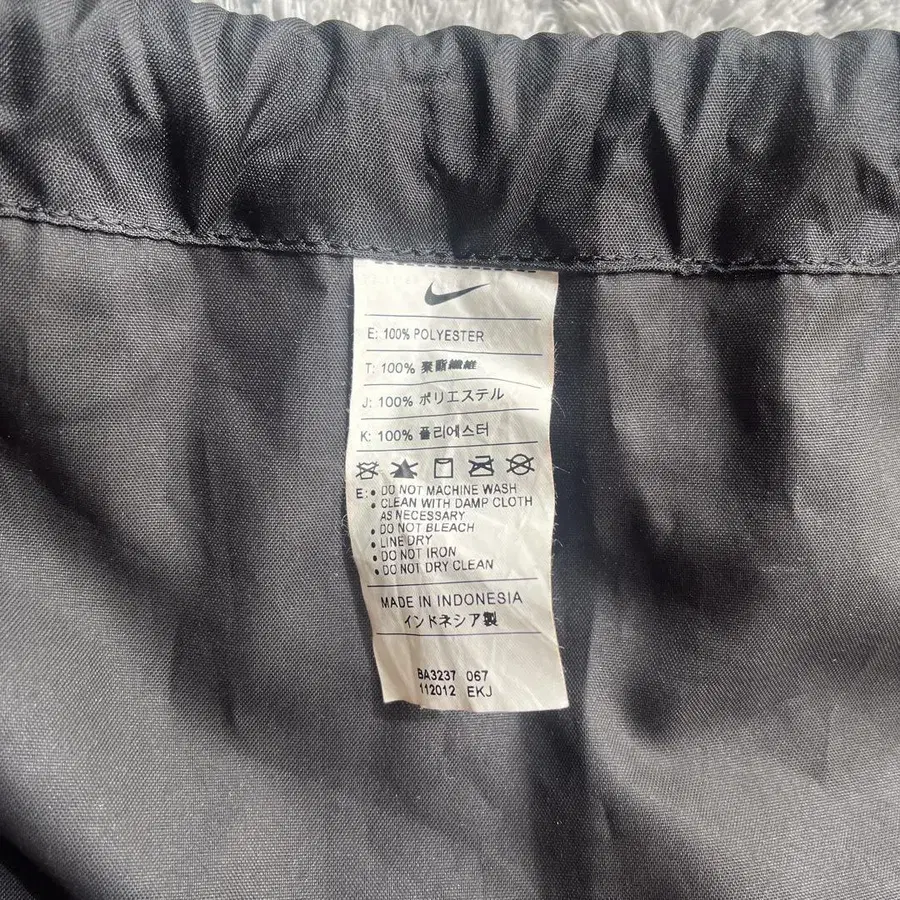 E: 100% POLYESTER
T: 100% 聚酯纖維
J: 100% ポリエステル
K: 100% 폴리에스터
E: • DO NOT MACHINE WASH
• CLEAN WITH DAMP CLOTH
AS NECESSARY
• DO NOT BLEACH
• LINE DRY
• DO NOT IRON
• DO NOT DRY CLEAN
MADE IN INDONESIA
インドネシア製
BA3237 067
112012 EKJ